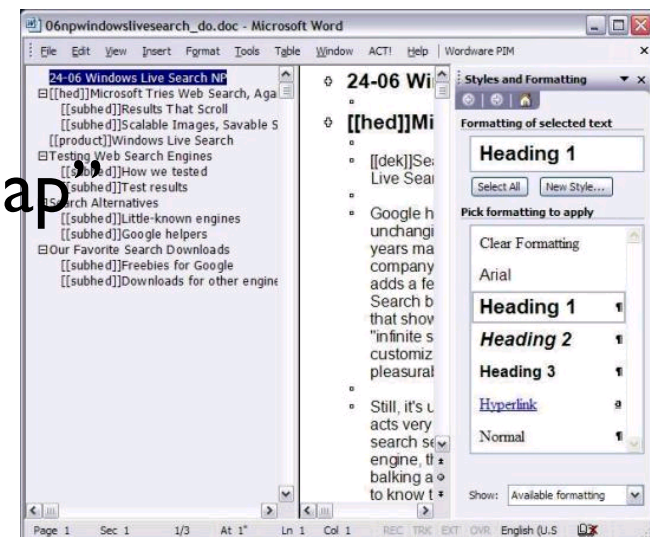 06npwindowslivesearch_do.doc - Microsoft Word
File Edit View Insert Format Tools Table Window ACT! Help Wordware PIM
24-06 Windows Live Search NP
[[hed]]Microsoft Tries Web Search, Aga
[[subhed]]Results That Scroll
[[subhed]]Scalable Images, Savable S
[[product]]Windows Live Search
Testing Web Search Engines
[[subhed]]How we tested
[[subhed]]Test results
Search Alternatives
[[subhed]]Little-known engines
[[subhed]]Google helpers
Our Favorite Search Downloads
[[subhed]]Freebies for Google
[[subhed]]Downloads for other engine
ap”
24-06 Wi
[[hed]]Mi
[[dek]]Se
Live Sear
Google h
unchangi
years ma
company
adds a fe
Search b
that show
"infinite s
customiz
pleasural
Still, it's u
acts very
search se
engine, th
balking a
to know t
Styles and Formatting
Formatting of selected text
Heading 1
Select All New Style...
Pick formatting to apply
Clear Formatting
Arial
Heading 1 ¶
Heading 2 ¶
Heading 3 ¶
Hyperlink a
Normal ¶
Show: Available formatting
Page 1 Sec 1 1/3 At 1" Ln 1 Col 1 REC TRK EXT OVR English (U.S